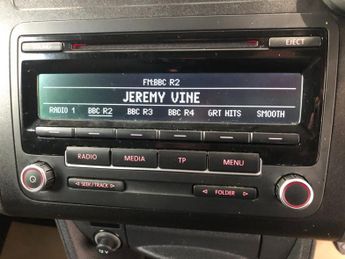 EJECT
FM:BBC R2
JEREMY VINE
RADIO 1 BBC R2 BBC R3 BBC R4 GRT HITS SMOOTH
RADIO MEDIA TP MENU
SEEK/TRACK FOLDER
12 V